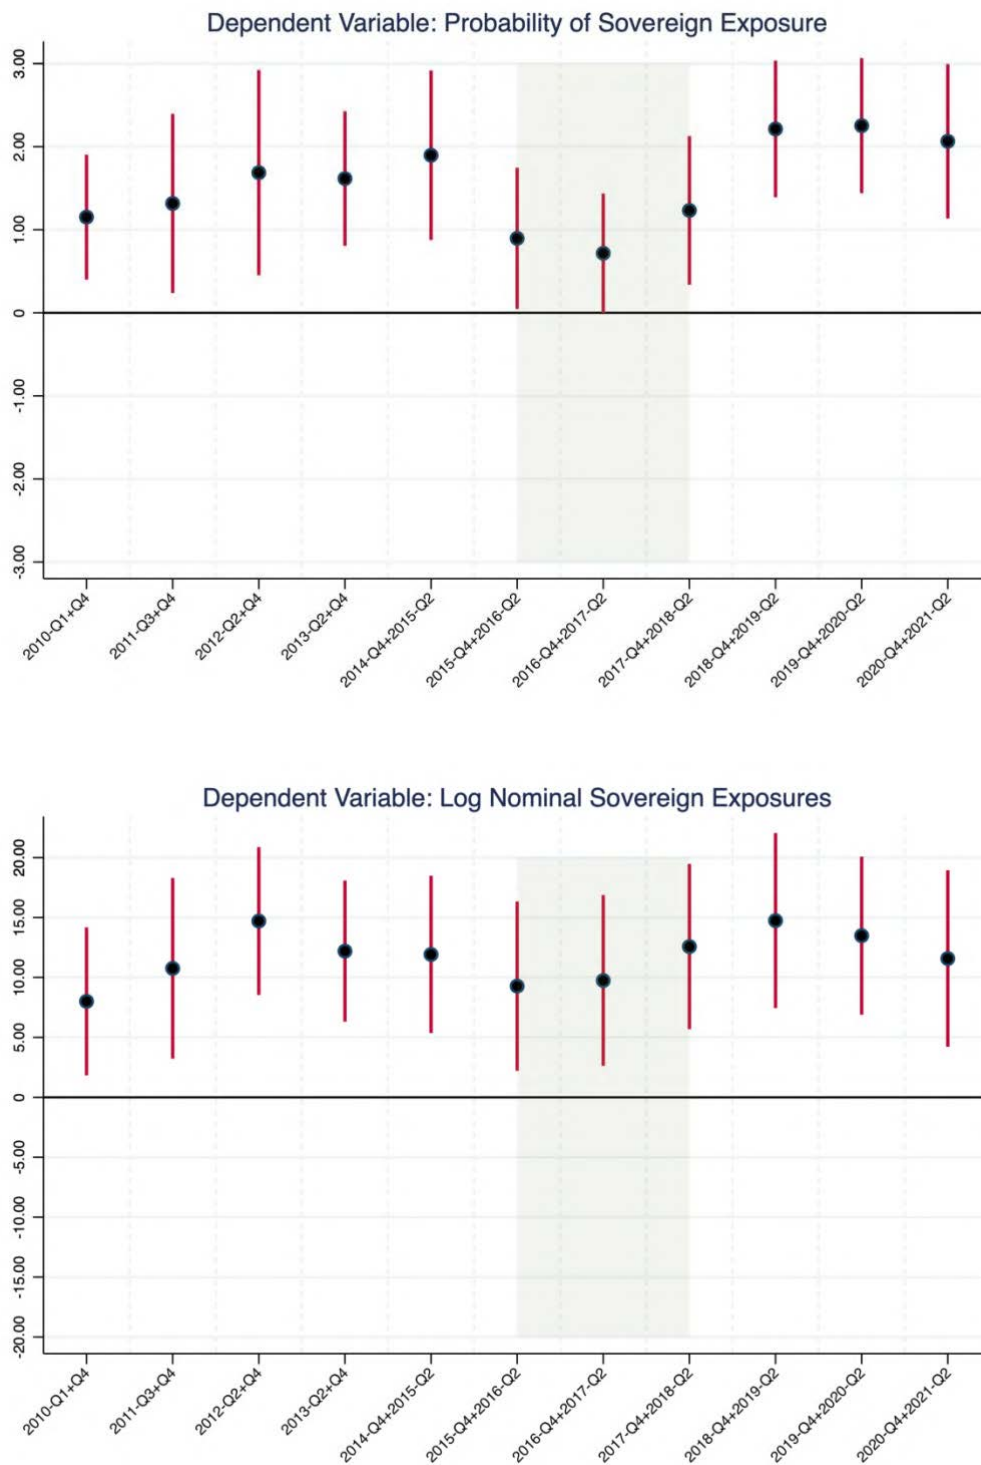 Dependent Variable: Probability of Sovereign Exposure
3.00
2.00
1.00
0
-1.00
-2.00
-3.00
2010-Q1+Q4
2011-Q3+Q4
2012-Q2+Q4
2013-Q2+Q4
2014-Q4+2015-Q2
2015-Q4+2016-Q2
2016-Q4+2017-Q2
2017-Q4+2018-Q2
2018-Q4+2019-Q2
2019-Q4+2020-Q2
2020-Q4+2021-Q2
Dependent Variable: Log Nominal Sovereign Exposures
20.00
15.00
10.00
5.00
0
-5.00
-10.00
-15.00
-20.00
2010-Q1+Q4
2011-Q3+Q4
2012-Q2+Q4
2013-Q2+Q4
2014-Q4+2015-Q2
2015-Q4+2016-Q2
2016-Q4+2017-Q2
2017-Q4+2018-Q2
2018-Q4+2019-Q2
2019-Q4+2020-Q2
2020-Q4+2021-Q2